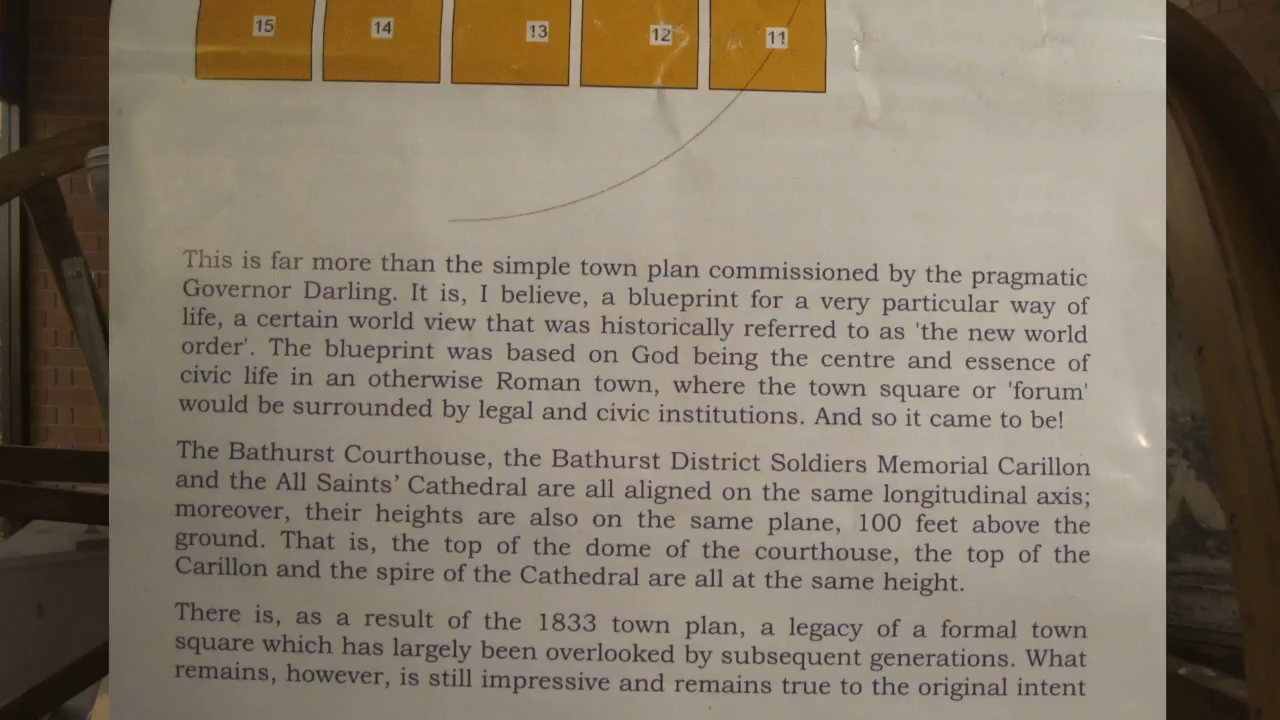 15 14 13 12 11
This is far more than the simple town plan commissioned by the pragmatic
Governor Darling. It is, I believe, a blueprint for a very particular way of
life, a certain world view that was historically referred to as 'the new world
order'. The blueprint was based on God being the centre and essence of
civic life in an otherwise Roman town, where the town square or 'forum'
would be surrounded by legal and civic institutions. And so it came to be!
The Bathurst Courthouse, the Bathurst District Soldiers Memorial Carillon
and the All Saints’ Cathedral are all aligned on the same longitudinal axis;
moreover, their heights are also on the same plane, 100 feet above the
ground. That is, the top of the dome of the courthouse, the top of the
Carillon and the spire of the Cathedral are all at the same height.
There is, as a result of the 1833 town plan, a legacy of a formal town
square which has largely been overlooked by subsequent generations. What
remains, however, is still impressive and remains true to the original intent